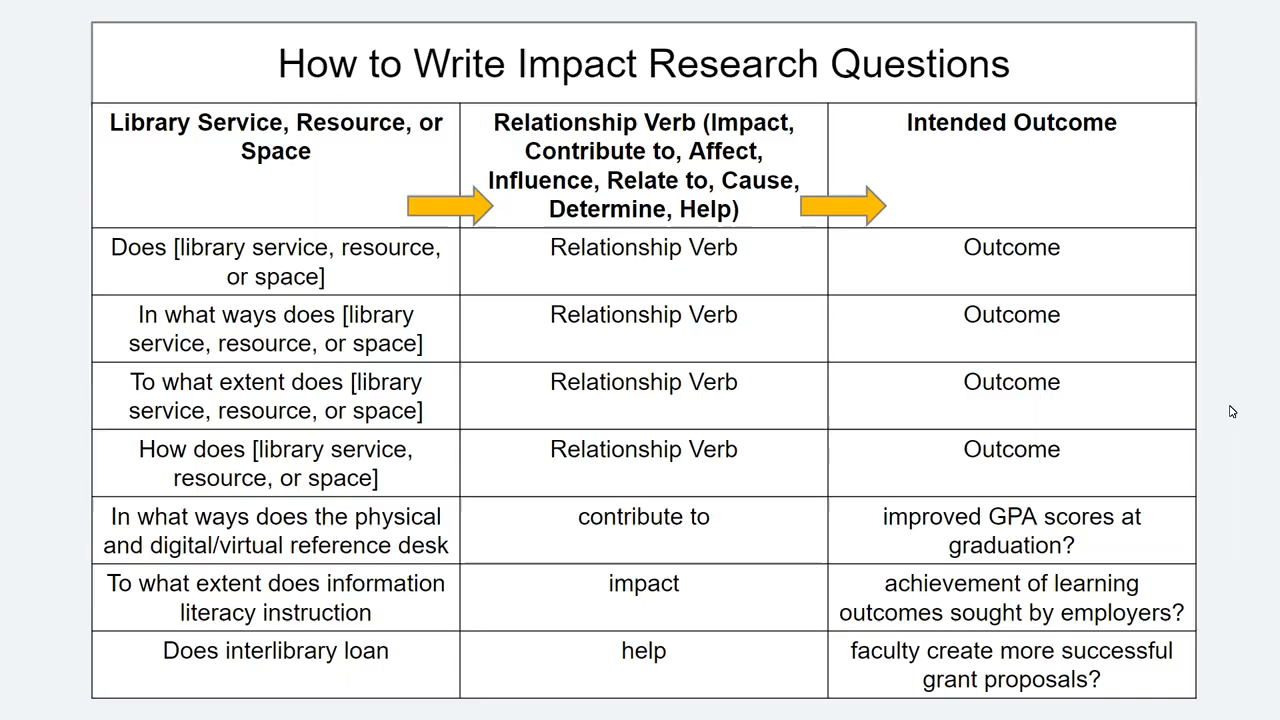 How to Write Impact Research Questions
Library Service, Resource, or
Space
Relationship Verb (Impact,
Contribute to, Affect,
Influence, Relate to, Cause,
Determine, Help)
Intended Outcome
Does [library service, resource,
or space]
Relationship Verb
Outcome
In what ways does [library
service, resource, or space]
Relationship Verb
Outcome
To what extent does [library
service, resource, or space]
Relationship Verb
Outcome
How does [library service,
resource, or space]
Relationship Verb
Outcome
In what ways does the physical
and digital/virtual reference desk
contribute to
improved GPA scores at
graduation?
To what extent does information
literacy instruction
impact
achievement of learning
outcomes sought by employers?
Does interlibrary loan
help
faculty create more successful
grant proposals?